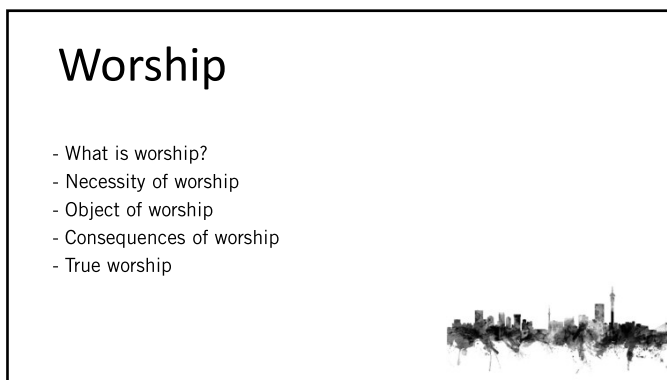 Worship
- What is worship?
- Necessity of worship
- Object of worship
- Consequences of worship
- True worship